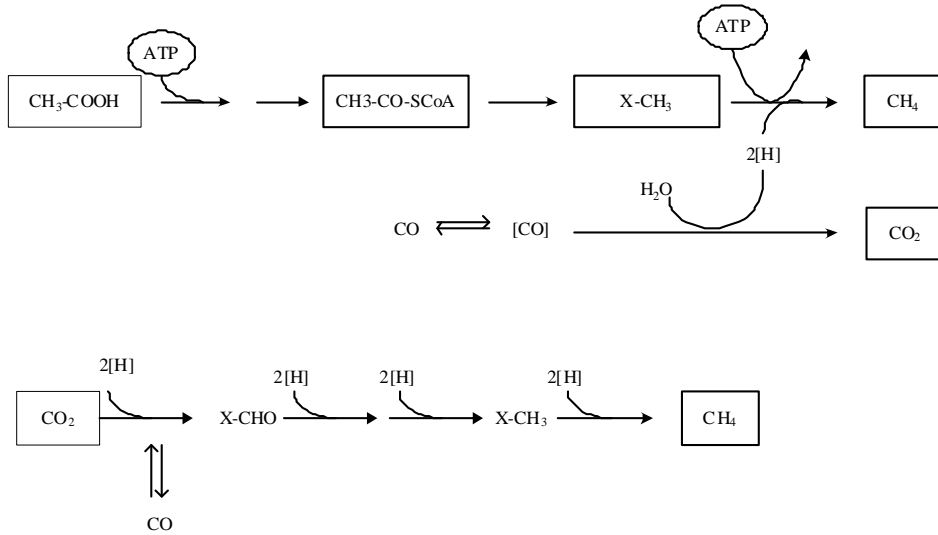 ATP
ATP
CH₃-COOH
CH3-CO-SCoA
X-CH₃
CH₄
2[H]
H₂O
CO
[CO]
CO₂
2[H]
2[H]
2[H]
2[H]
CO₂
X-CHO
X-CH₃
CH₄
CO